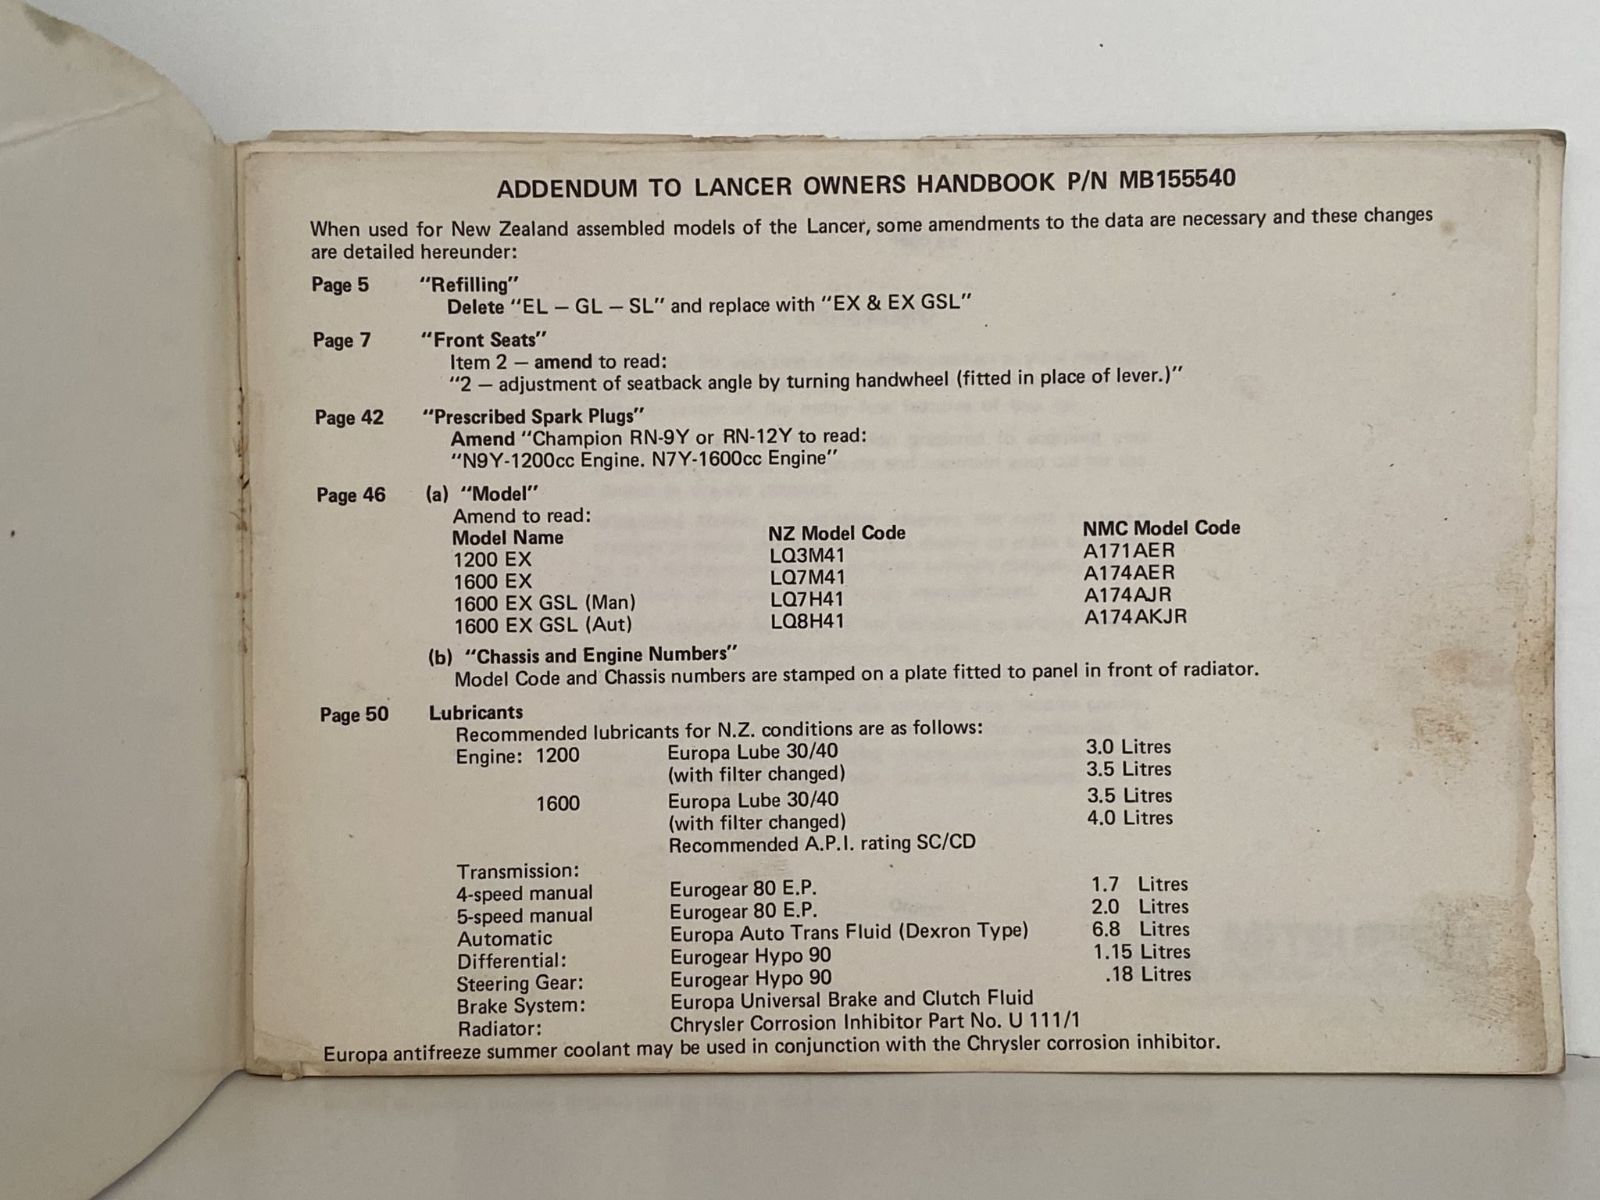 ADDENDUM TO LANCER OWNERS HANDBOOK P/N MB155540
When used for New Zealand assembled models of the Lancer, some amendments to the data are necessary and these changes
are detailed hereunder:
Page 5 "Refilling"
Delete "EL – GL – SL" and replace with "EX & EX GSL"
Page 7 "Front Seats"
Item 2 – amend to read:
"2 – adjustment of seatback angle by turning handwheel (fitted in place of lever.)"
Page 42 "Prescribed Spark Plugs"
Amend "Champion RN-9Y or RN-12Y to read:
"N9Y-1200cc Engine. N7Y-1600cc Engine"
Page 46 (a) "Model"
Amend to read:
Model Name NZ Model Code NMC Model Code
1200 EX LQ3M41 A171AER
1600 EX LQ7M41 A174AER
1600 EX GSL (Man) LQ7H41 A174AJR
1600 EX GSL (Aut) LQ8H41 A174AKJR
(b) "Chassis and Engine Numbers"
Model Code and Chassis numbers are stamped on a plate fitted to panel in front of radiator.
Page 50 Lubricants
Recommended lubricants for N.Z. conditions are as follows:
Engine: 1200 Europa Lube 30/40 3.0 Litres
(with filter changed) 3.5 Litres
1600 Europa Lube 30/40 3.5 Litres
(with filter changed) 4.0 Litres
Recommended A.P.I. rating SC/CD
Transmission:
4-speed manual Eurogear 80 E.P. 1.7 Litres
5-speed manual Eurogear 80 E.P. 2.0 Litres
Automatic Europa Auto Trans Fluid (Dexron Type) 6.8 Litres
Differential: Eurogear Hypo 90 1.15 Litres
Steering Gear: Eurogear Hypo 90 .18 Litres
Brake System: Europa Universal Brake and Clutch Fluid
Radiator: Chrysler Corrosion Inhibitor Part No. U 111/1
Europa antifreeze summer coolant may be used in conjunction with the Chrysler corrosion inhibitor.